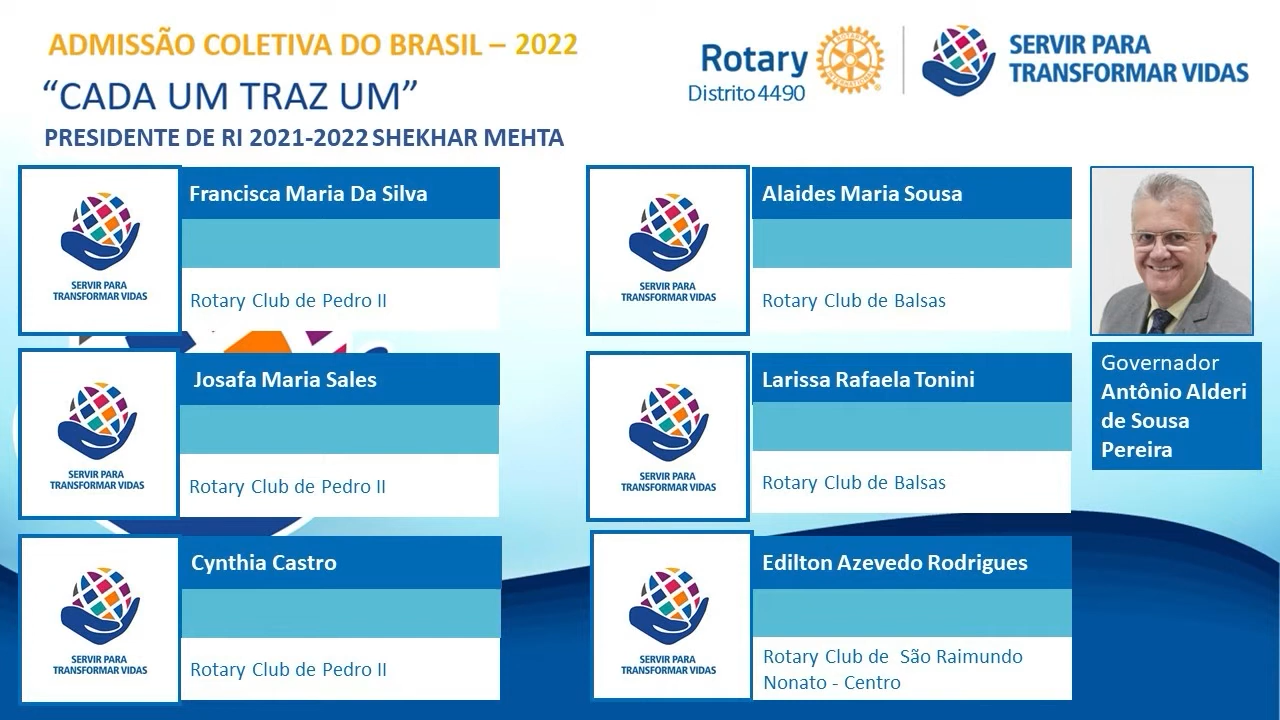 ADMISSÃO COLETIVA DO BRASIL – 2022
“CADA UM TRAZ UM”
PRESIDENTE DE RI 2021-2022 SHEKHAR MEHTA
Rotary
Distrito 4490
SERVIR PARA
TRANSFORMAR VIDAS
SERVIR PARA
TRANSFORMAR VIDAS
Francisca Maria Da Silva
Rotary Club de Pedro II
SERVIR PARA
TRANSFORMAR VIDAS
Alaides Maria Sousa
Rotary Club de Balsas
Governador
Antônio Alderi
de Sousa
Pereira
SERVIR PARA
TRANSFORMAR VIDAS
Josafa Maria Sales
Rotary Club de Pedro II
SERVIR PARA
TRANSFORMAR VIDAS
Larissa Rafaela Tonini
Rotary Club de Balsas
SERVIR PARA
TRANSFORMAR VIDAS
Cynthia Castro
Rotary Club de Pedro II
SERVIR PARA
TRANSFORMAR VIDAS
Edilton Azevedo Rodrigues
Rotary Club de São Raimundo
Nonato - Centro